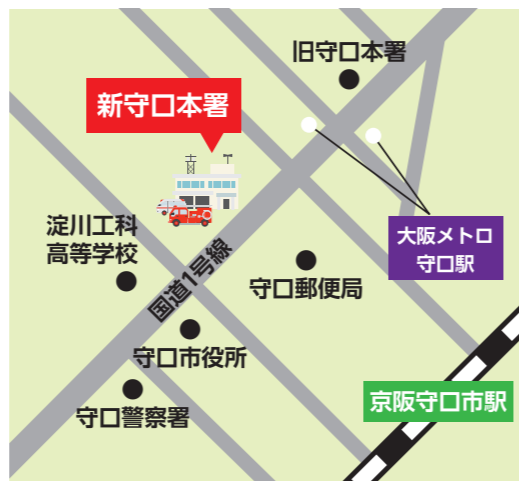 旧守口本署
新守口本署
大阪メトロ
守口駅
淀川工科
高等学校
国道1号線
守口郵便局
守口市役所
守口警察署
京阪守口市駅